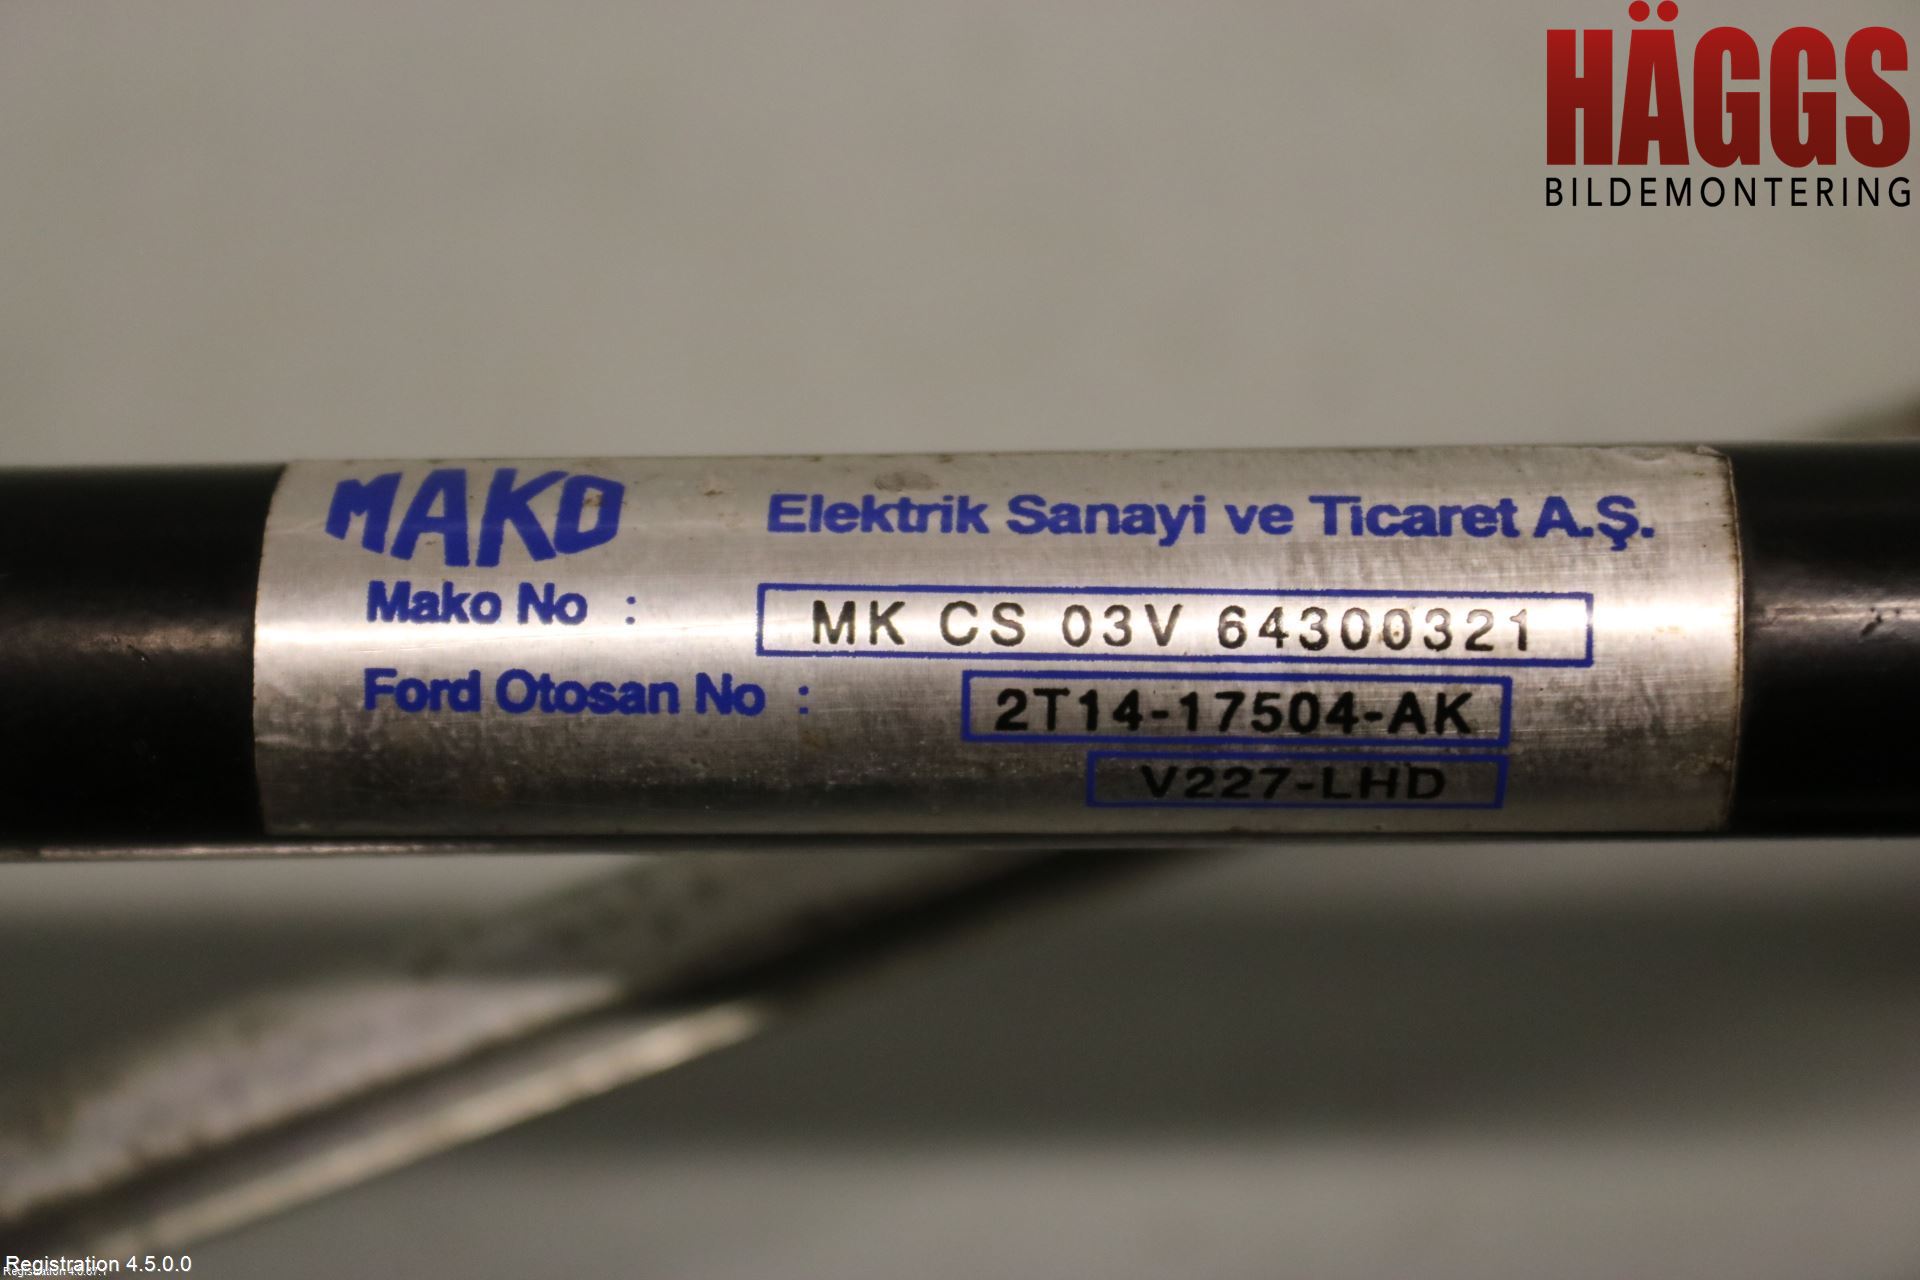 HÄGGS
BILDEMONTERING
MAKO Elektrik Sanayi ve Ticaret A.Ş.
Mako No : MK CS 03V 64300321
Ford Otosan No : 2T14-17504-AK
V227-LHD
Registration 4.5.0.0
Registration